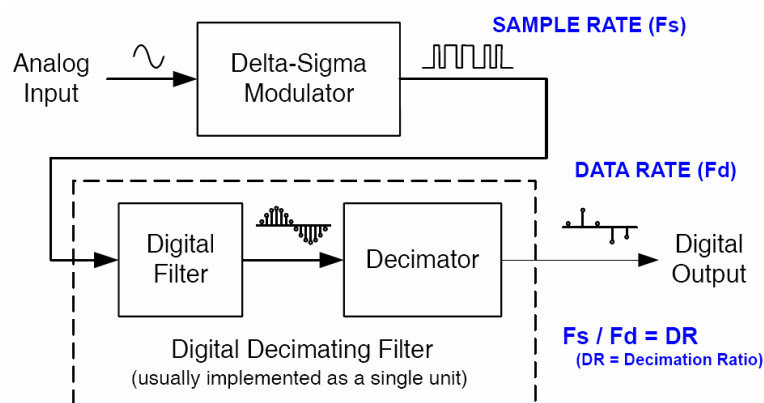 SAMPLE RATE (Fs)
Analog
Input
Delta-Sigma
Modulator
DATA RATE (Fd)
Digital
Filter
Decimator
Digital
Output
Digital Decimating Filter
(usually implemented as a single unit)
Fs / Fd = DR
(DR = Decimation Ratio)